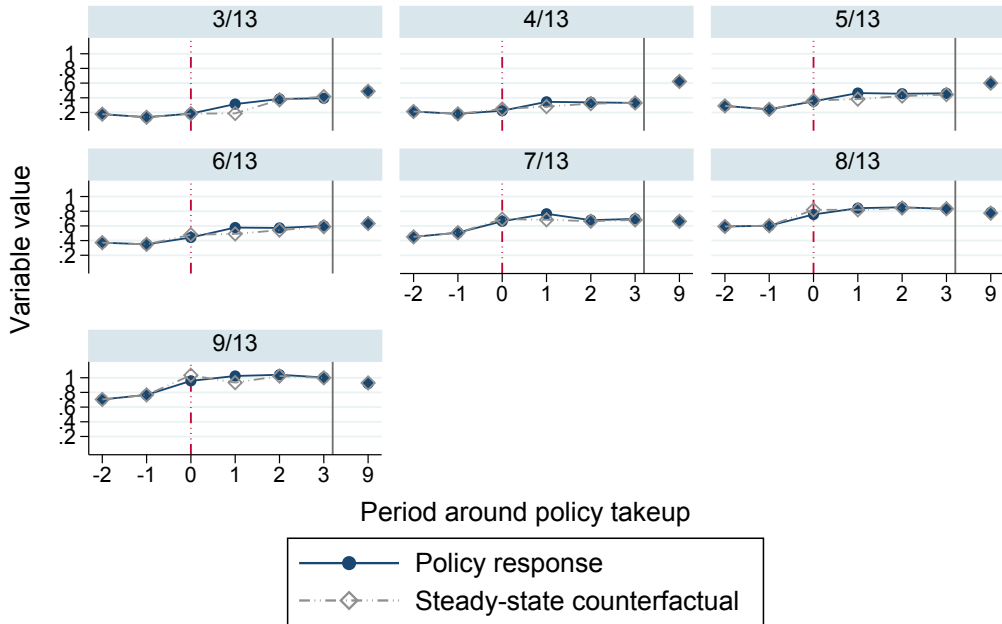 3/13 4/13 5/13
1
.8
.6
.4
.2
6/13 7/13 8/13
1
.8
.6
.4
.2
-2 -1 0 1 2 3 9 -2 -1 0 1 2 3 9
9/13
1
.8
.6
.4
.2
-2 -1 0 1 2 3 9
Variable value
Period around policy takeup
Policy response
Steady-state counterfactual